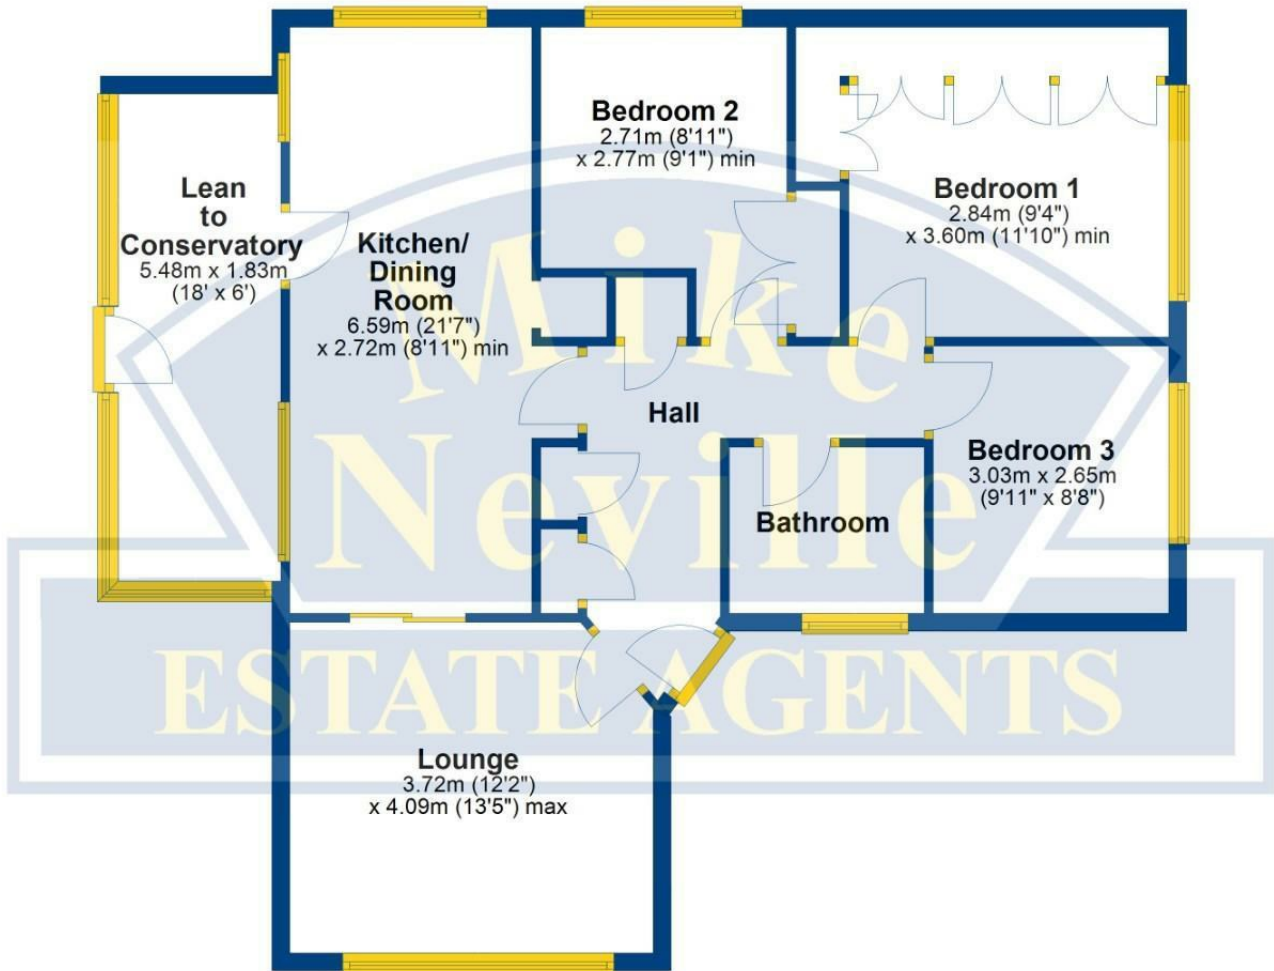 Bedroom 2
2.71m (8'11")
x 2.77m (9'1") min
Lean
to
Conservatory
5.48m x 1.83m
(18' x 6')
Kitchen/
Dining
Room
6.59m (21'7")
x 2.72m (8'11") min
Bedroom 1
2.84m (9'4")
x 3.60m (11'10") min
Hall
Bedroom 3
3.03m x 2.65m
(9'11" x 8'8")
Bathroom
Lounge
3.72m (12'2")
x 4.09m (13'5") max
Mike
Neville
ESTATE AGENTS